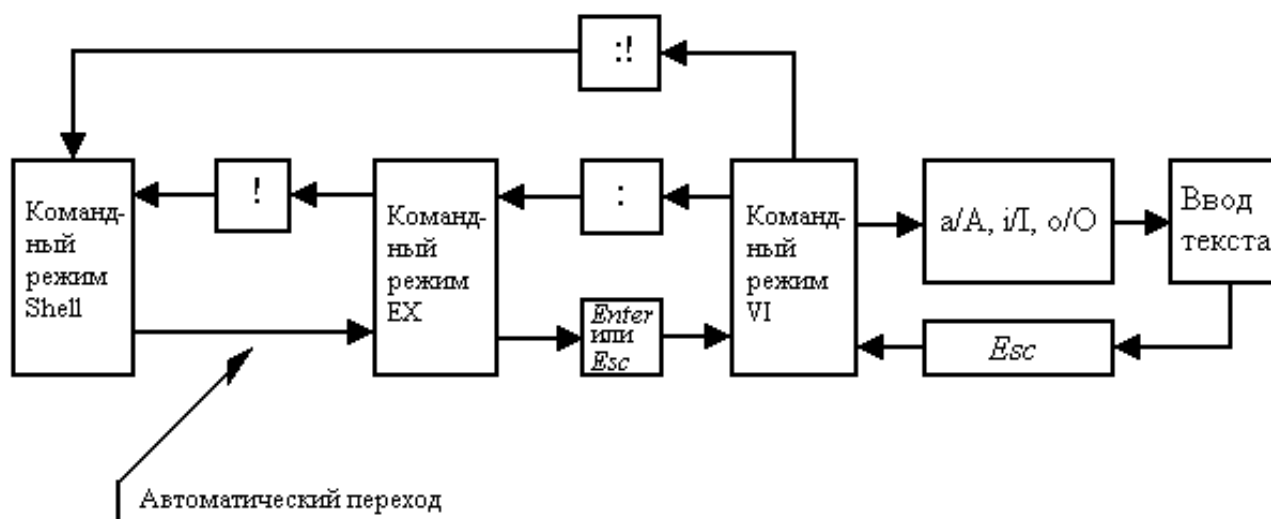 :!
Команд-
ный
режим
Shell
!
Команд-
ный
режим
EX
:
Enter
или
Esc
Команд-
ный
режим
VI
a/A, i/I, o/O
Ввод
текста
Esc
Автоматический переход